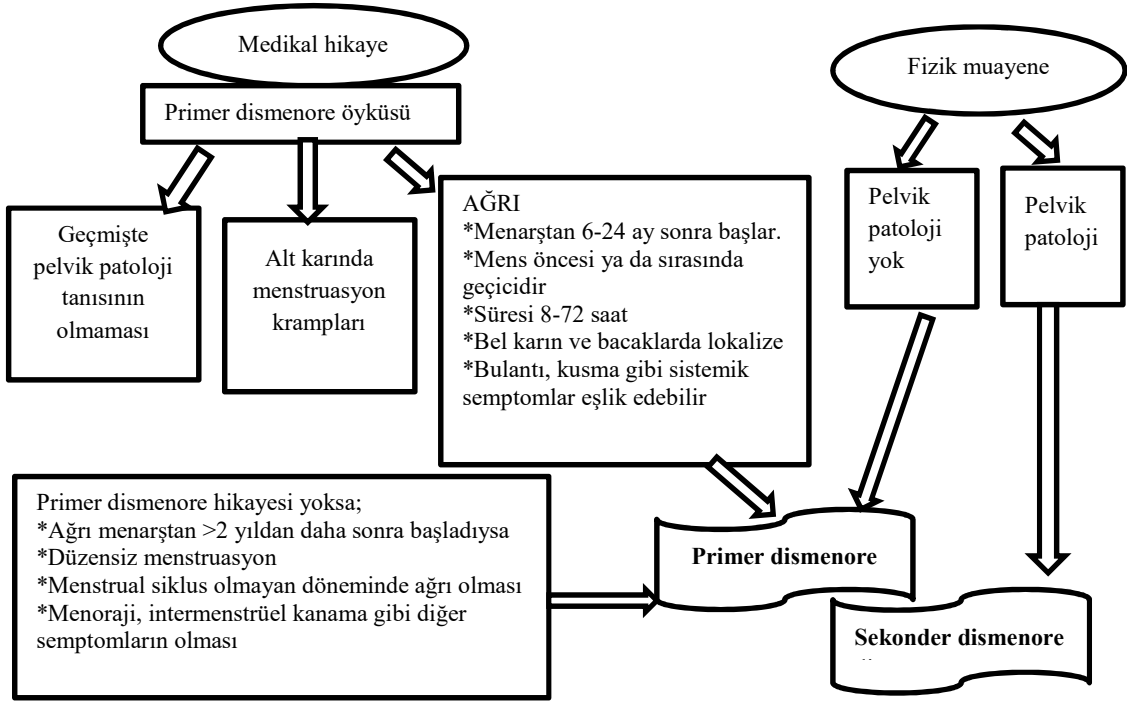 Medikal hikaye
Primer dismenore öyküsü
Geçmişte
pelvik patoloji
tanısının
olmaması
Alt karında
menstruasyon
krampları
AĞRI
*Menarştan 6-24 ay sonra başlar.
*Mens öncesi ya da sırasında
geçicidir
*Süresi 8-72 saat
*Bel karın ve bacaklarda lokalize
*Bulantı, kusma gibi sistemik
semptomlar eşlik edebilir
Fizik muayene
Pelvik
patoloji
yok
Pelvik
patoloji
Primer dismenore hikayesi yoksa;
*Ağrı menarştan >2 yıldan daha sonra başladıysa
*Düzensiz menstruasyon
*Menstrual siklus olmayan döneminde ağrı olması
*Menoraji, intermenstrüel kanama gibi diğer
semptomların olması
Primer dismenore
Sekonder dismenore